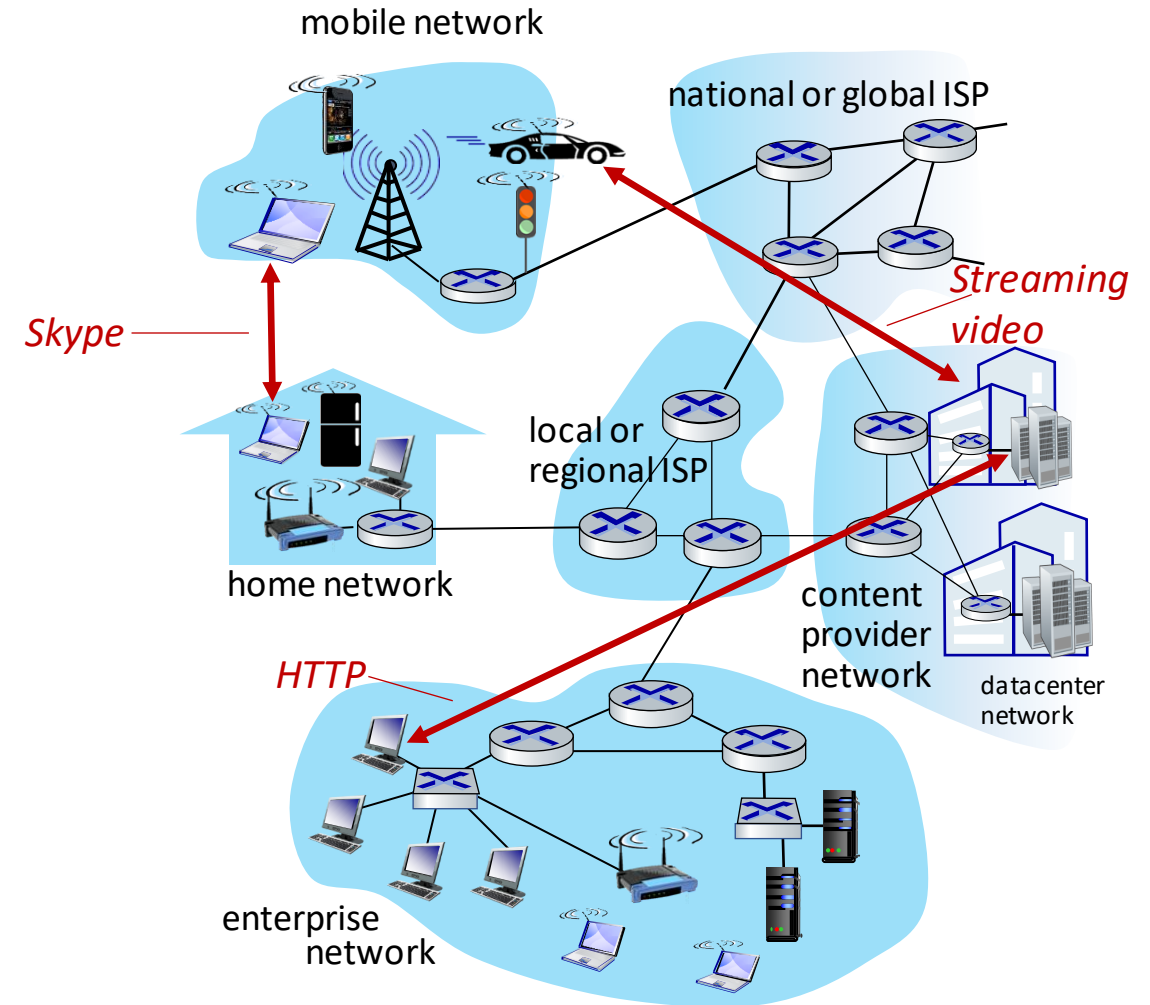 mobile network
national or global ISP
Streaming
video
Skype
local or
regional ISP
home network
content
provider
network
datacenter
network
HTTP
enterprise
network